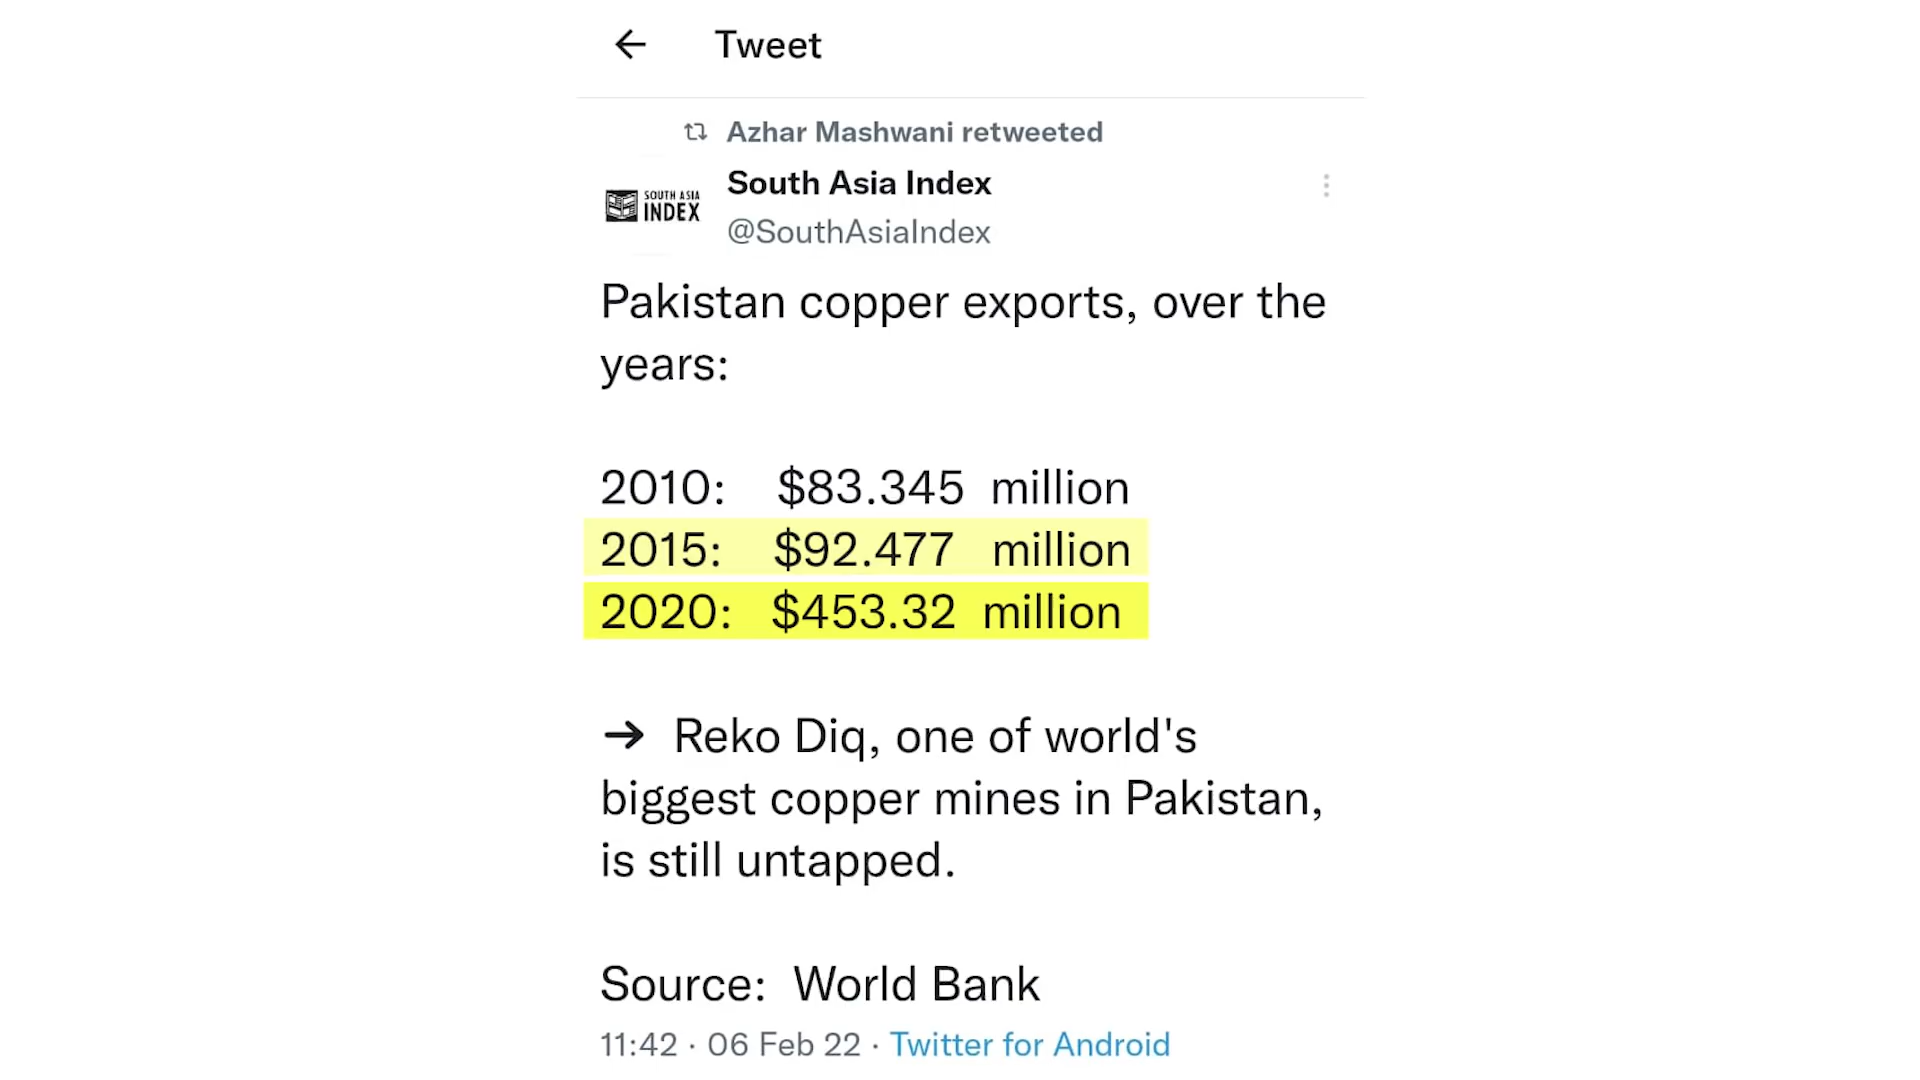 Tweet
Azhar Mashwani retweeted
SOUTH ASIA
INDEX
South Asia Index
@SouthAsiaIndex
Pakistan copper exports, over the
years:
2010: $83.345 million
2015: $92.477 million
2020: $453.32 million
→ Reko Diq, one of world's
biggest copper mines in Pakistan,
is still untapped.
Source: World Bank
11:42 · 06 Feb 22 · Twitter for Android